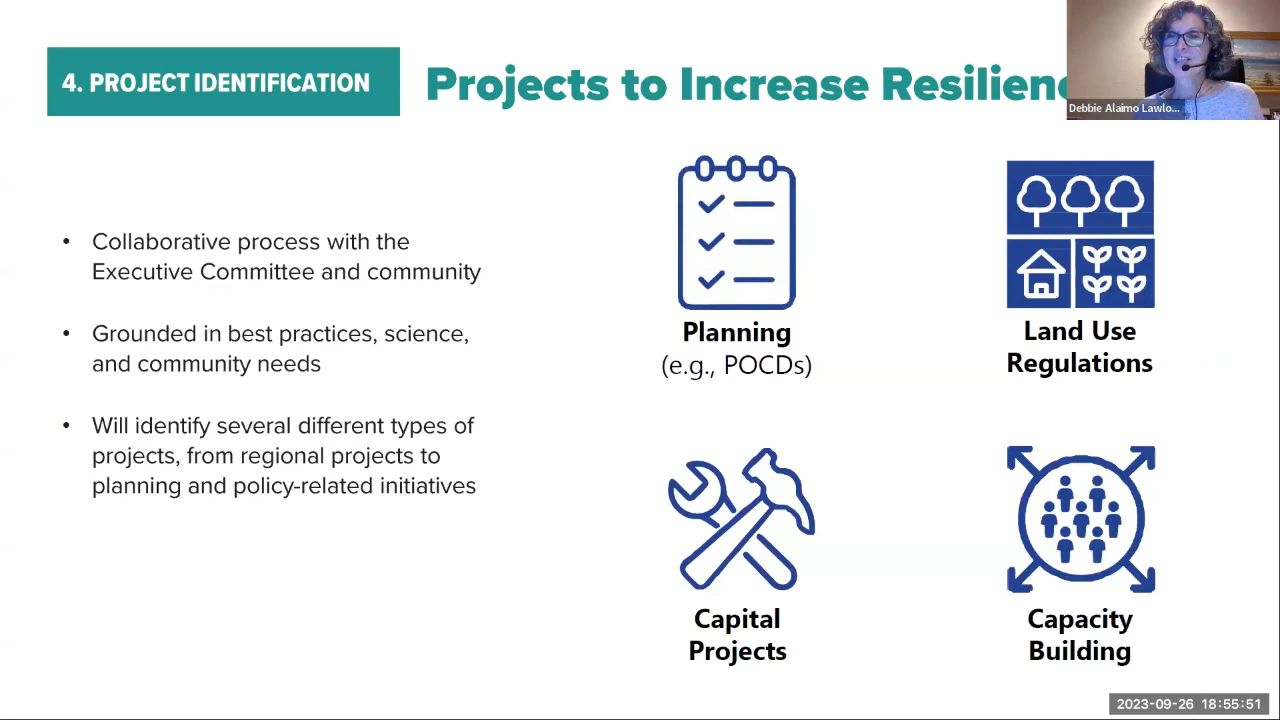 4. PROJECT IDENTIFICATION
Projects to Increase
Debbie Alaimo Lawlo...
• Collaborative process with the
Executive Committee and community
• Grounded in best practices, science,
and community needs
• Will identify several different types of
projects, from regional projects to
planning and policy-related initiatives
Planning
(e.g., POCDs)
Land Use
Regulations
Capital
Projects
Capacity
Building
2023-09-26 18:55:51